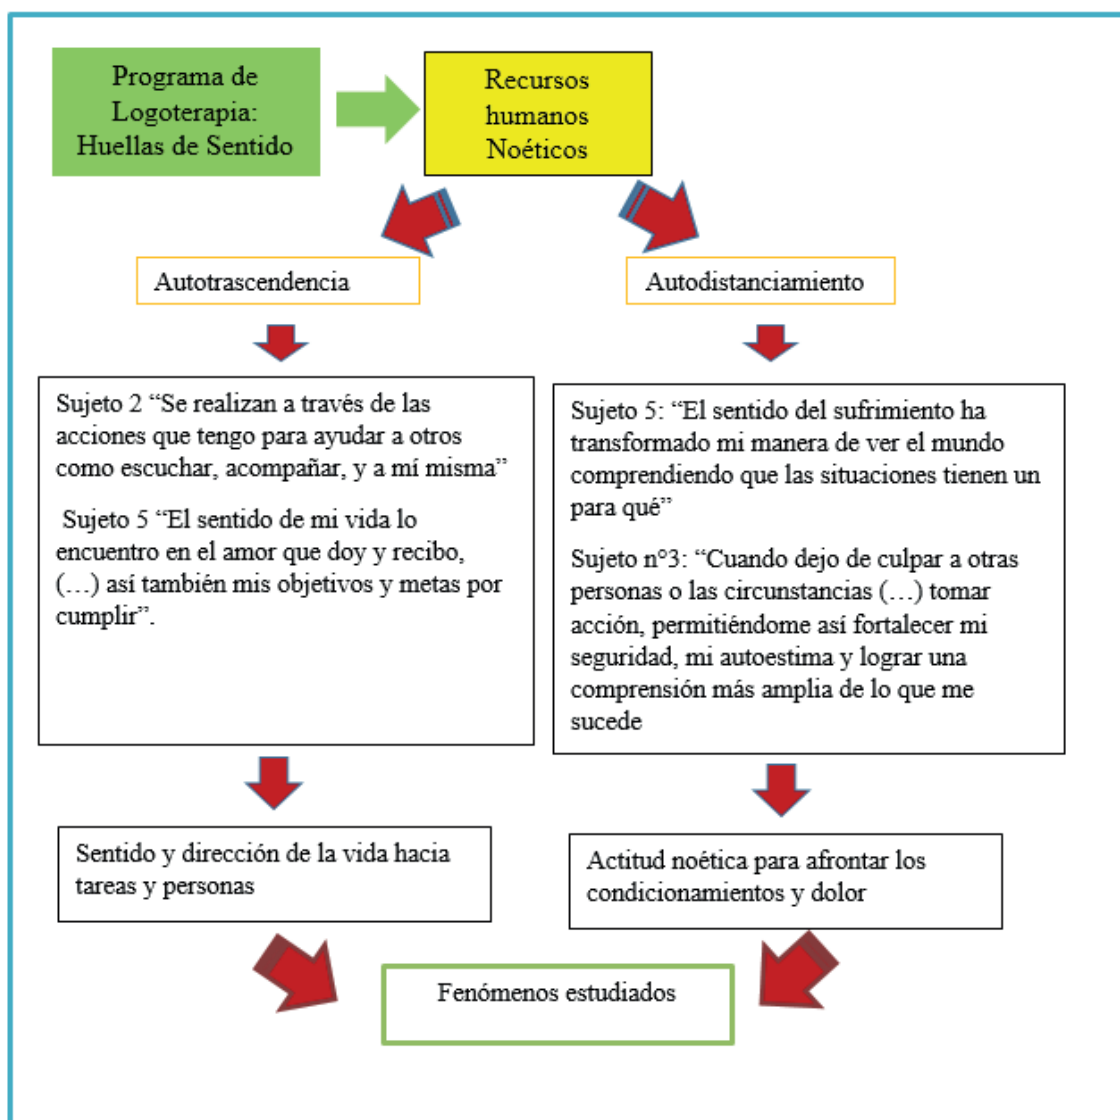 Programa de
Logoterapia:
Huellas de Sentido
Recursos
humanos
Noéticos
Autotrascendencia
Autodistanciamiento
Sujeto 2 “Se realizan a través de las
acciones que tengo para ayudar a otros
como escuchar, acompañar, y a mí misma”
Sujeto 5 “El sentido de mi vida lo
encuentro en el amor que doy y recibo,
(…) así también mis objetivos y metas por
cumplir”.
Sujeto 5: “El sentido del sufrimiento ha
transformado mi manera de ver el mundo
comprendiendo que las situaciones tienen un
para qué”
Sujeto n°3: “Cuando dejo de culpar a otras
personas o las circunstancias (…) tomar
acción, permitiéndome así fortalecer mi
seguridad, mi autoestima y lograr una
comprensión más amplia de lo que me
sucede
Sentido y dirección de la vida hacia
tareas y personas
Actitud noética para afrontar los
condicionamientos y dolor
Fenómenos estudiados